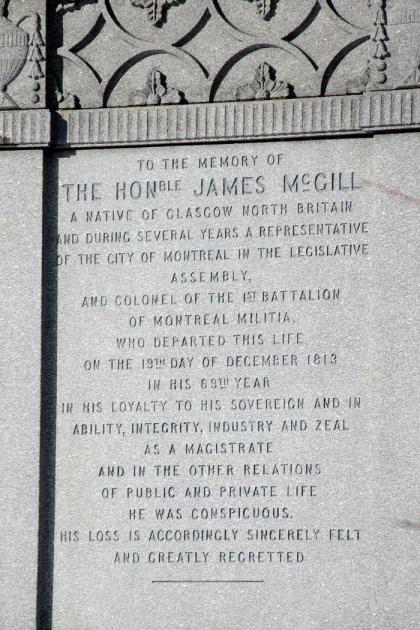 TO THE MEMORY OF
THE HONBLE JAMES McGILL
A NATIVE OF GLASGOW NORTH BRITAIN
AND DURING SEVERAL YEARS A REPRESENTATIVE
OF THE CITY OF MONTREAL IN THE LEGISLATIVE
ASSEMBLY,
AND COLONEL OF THE 1ST BATTALION
OF MONTREAL MILITIA,
WHO DEPARTED THIS LIFE
ON THE 19TH DAY OF DECEMBER 1813
IN HIS 69TH YEAR
IN HIS LOYALTY TO HIS SOVEREIGN AND IN
ABILITY, INTEGRITY, INDUSTRY AND ZEAL
AS A MAGISTRATE
AND IN THE OTHER RELATIONS
OF PUBLIC AND PRIVATE LIFE
HE WAS CONSPICUOUS.
HIS LOSS IS ACCORDINGLY SINCERELY FELT
AND GREATLY REGRETTED